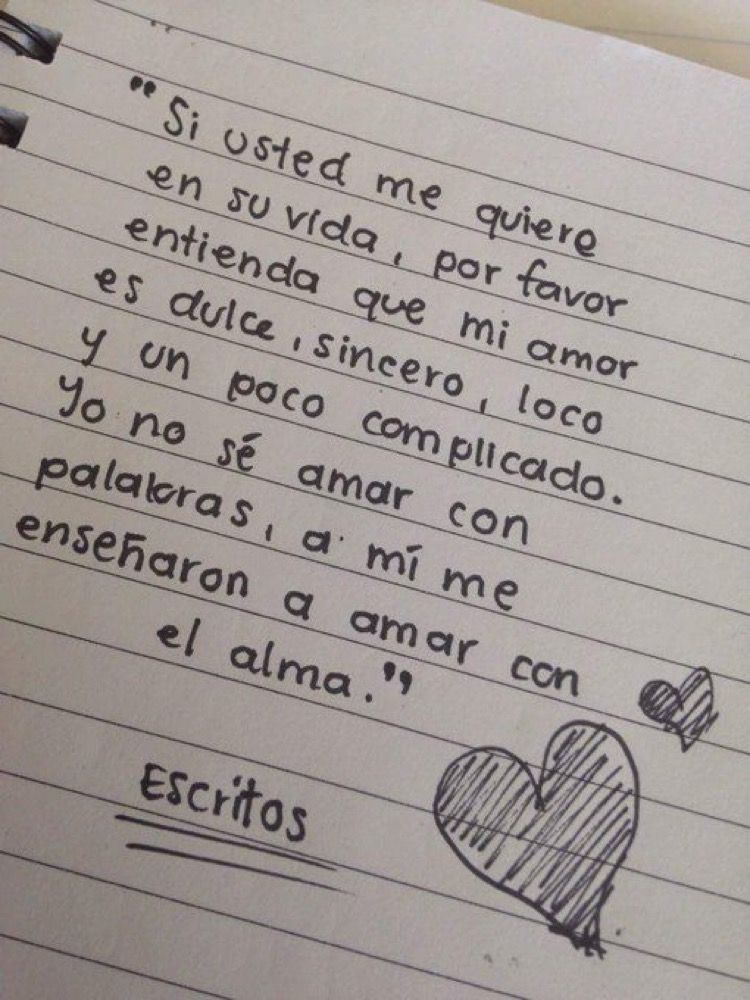 "Si usted me quiere
en su vida, por favor
entienda que mi amor
es dulce, sincero, loco
y un poco complicado.
Yo no sé amar con
palabras, a mí me
enseñaron a amar con
el alma."
Escritos